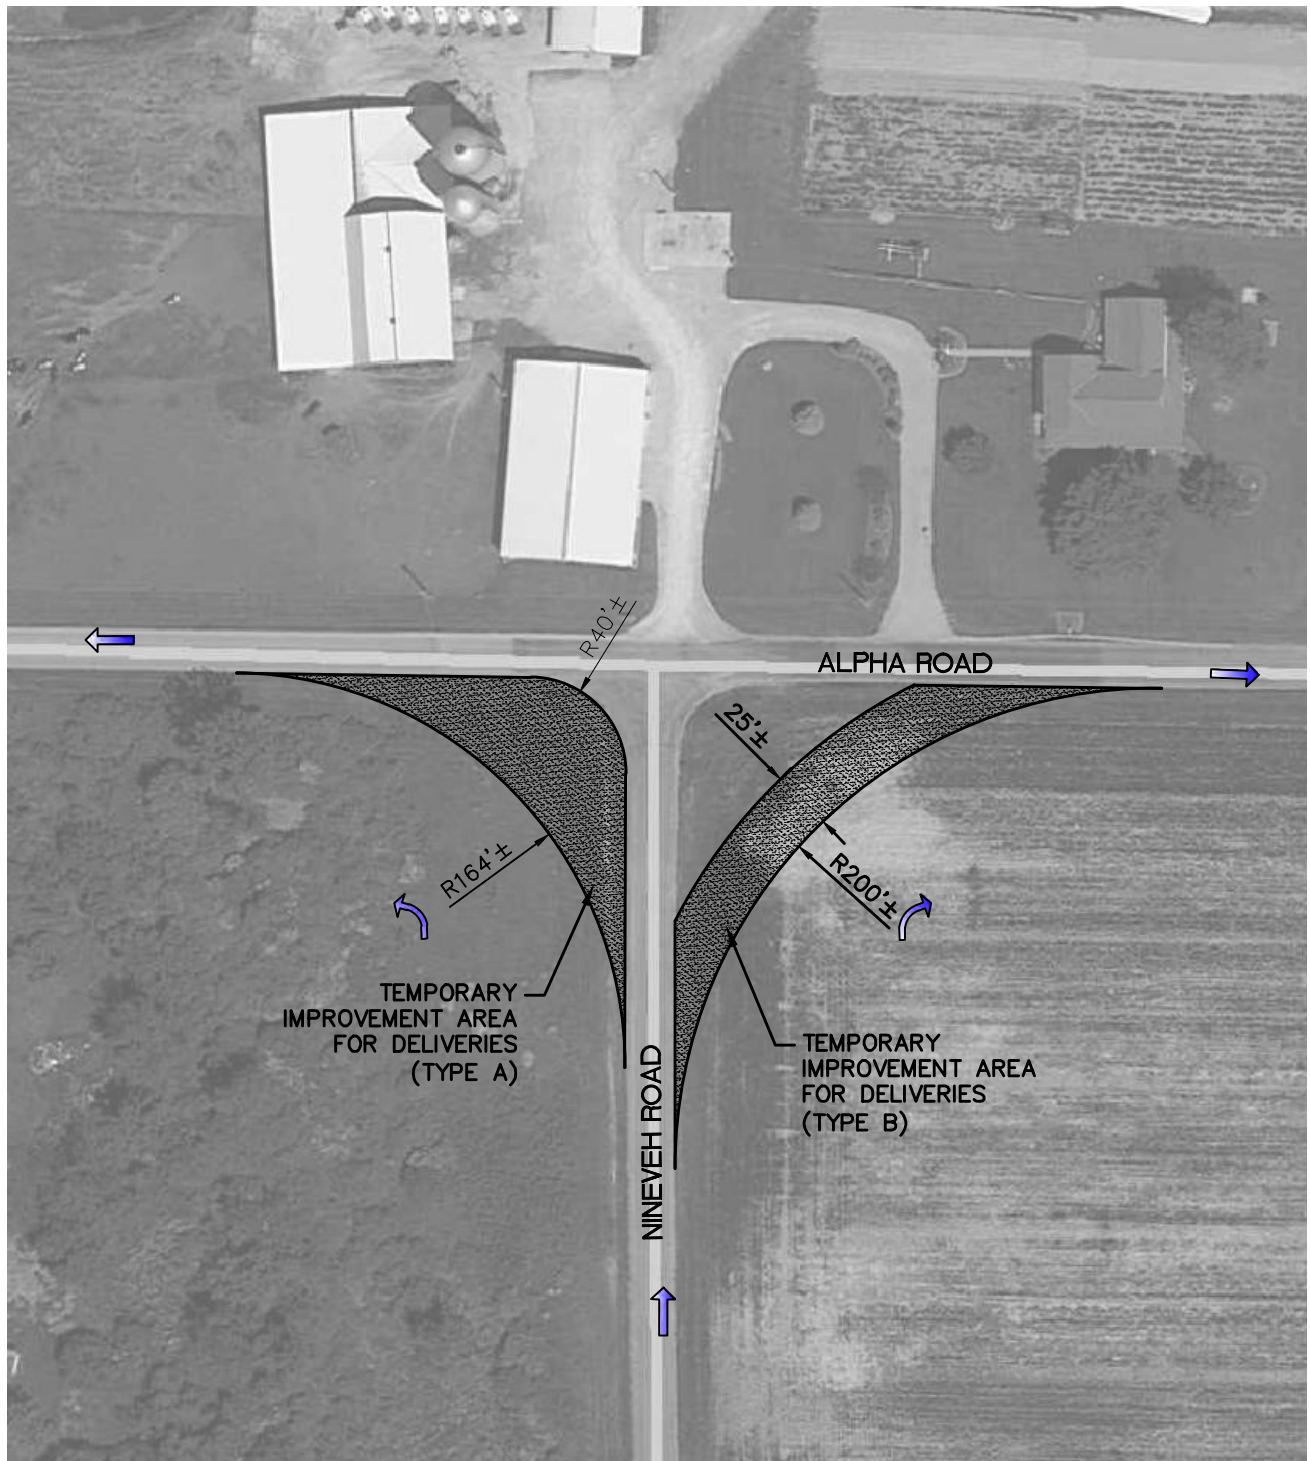 R40'±
ALPHA ROAD
25'±
R164'±
R200'±
TEMPORARY
IMPROVEMENT AREA
FOR DELIVERIES
(TYPE A)
TEMPORARY
IMPROVEMENT AREA
FOR DELIVERIES
(TYPE B)
NINEVEH ROAD